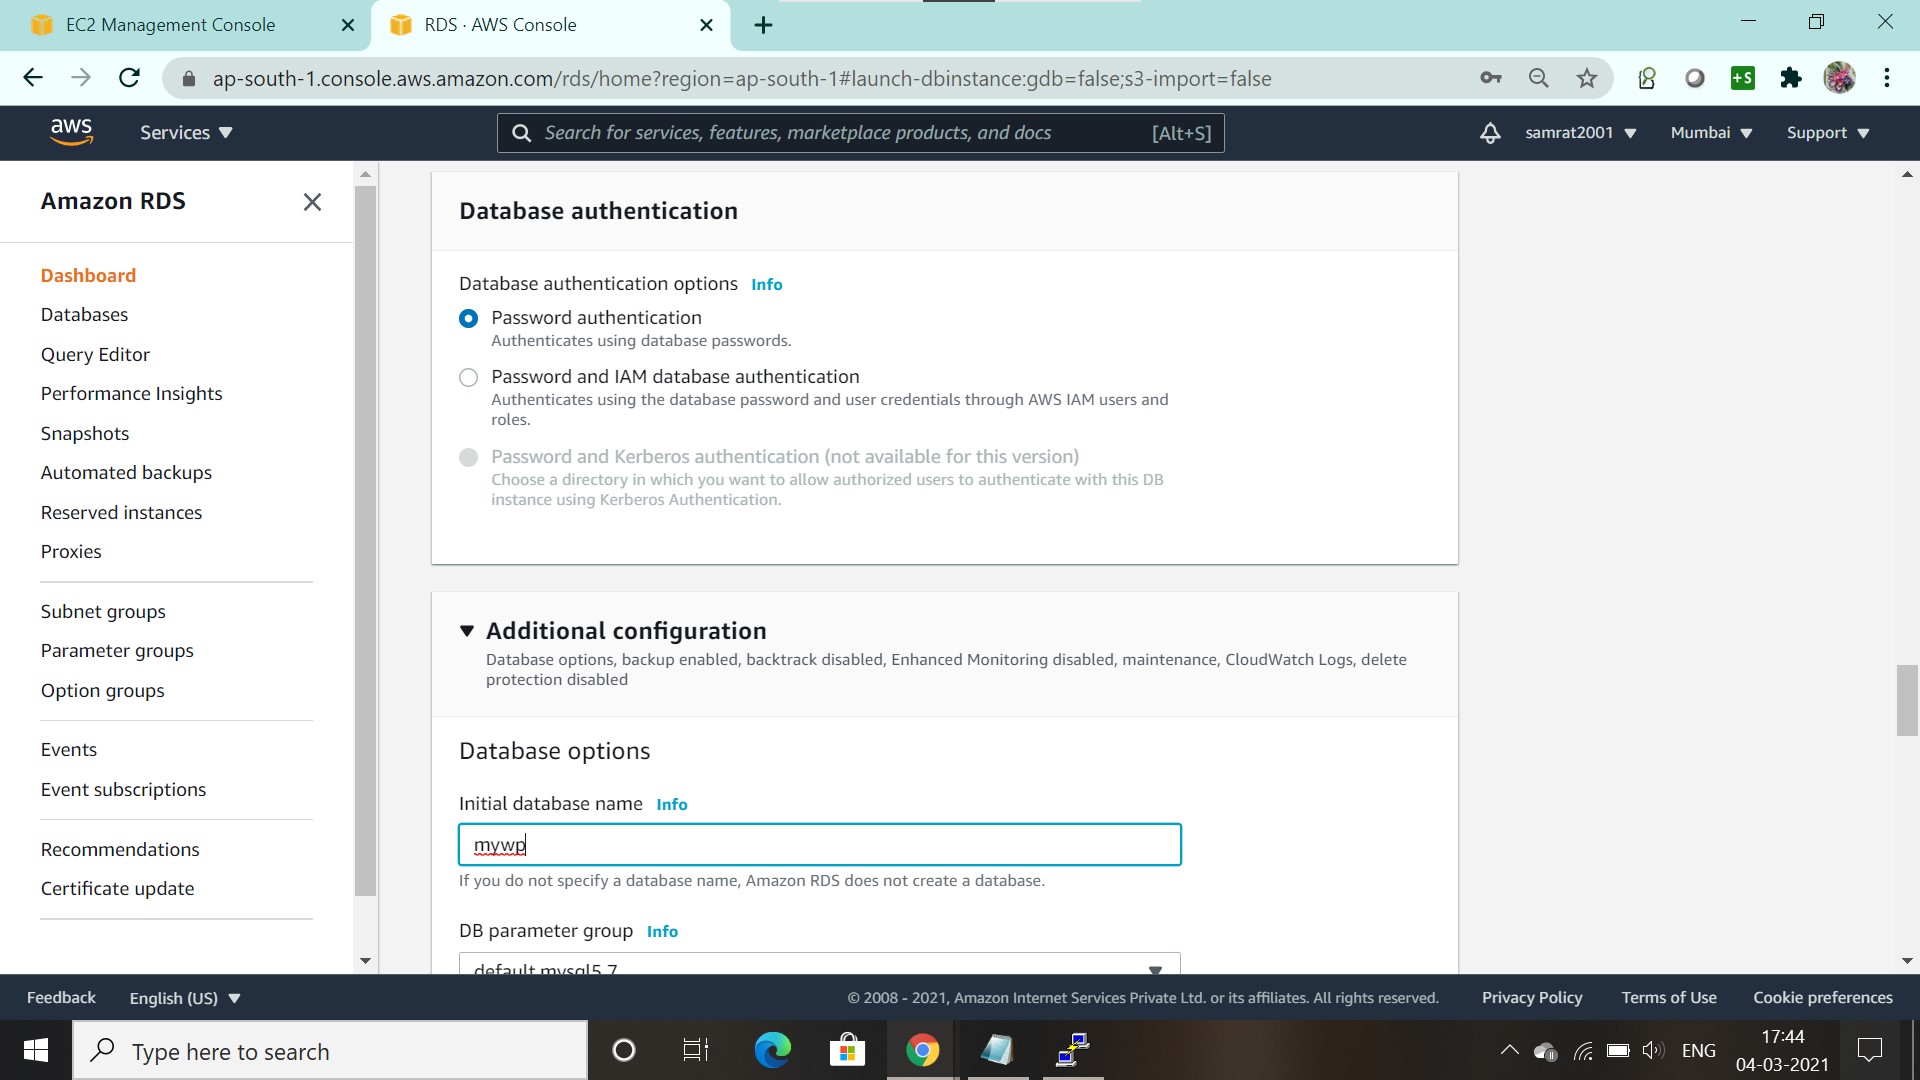 EC2 Management Console
RDS · AWS Console
ap-south-1.console.aws.amazon.com/rds/home?region=ap-south-1#launch-dbinstance:gdb=false;s3-import=false
+S
aws
Services
Search for services, features, marketplace products, and docs [Alt+S]
samrat2001
Mumbai
Support
Amazon RDS
Dashboard
Databases
Query Editor
Performance Insights
Snapshots
Automated backups
Reserved instances
Proxies
Subnet groups
Parameter groups
Option groups
Events
Event subscriptions
Recommendations
Certificate update
Database authentication
Database authentication options Info
Password authentication
Authenticates using database passwords.
Password and IAM database authentication
Authenticates using the database password and user credentials through AWS IAM users and
roles.
Password and Kerberos authentication (not available for this version)
Choose a directory in which you want to allow authorized users to authenticate with this DB
instance using Kerberos Authentication.
Additional configuration
Database options, backup enabled, backtrack disabled, Enhanced Monitoring disabled, maintenance, CloudWatch Logs, delete
protection disabled
Database options
Initial database name Info
mywp
If you do not specify a database name, Amazon RDS does not create a database.
DB parameter group Info
default.mysql5.7
Feedback
English (US)
© 2008 - 2021, Amazon Internet Services Private Ltd. or its affiliates. All rights reserved.
Privacy Policy
Terms of Use
Cookie preferences
Type here to search
ENG
17:44
04-03-2021